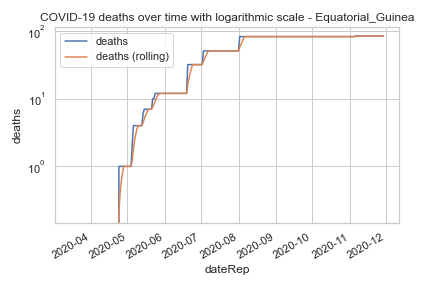 COVID-19 deaths over time with logarithmic scale - Equatorial_Guinea
deaths
deaths (rolling)
10²
10¹
10⁰
deaths
2020-04
2020-05
2020-06
2020-07
2020-08
2020-09
2020-10
2020-11
2020-12
dateRep